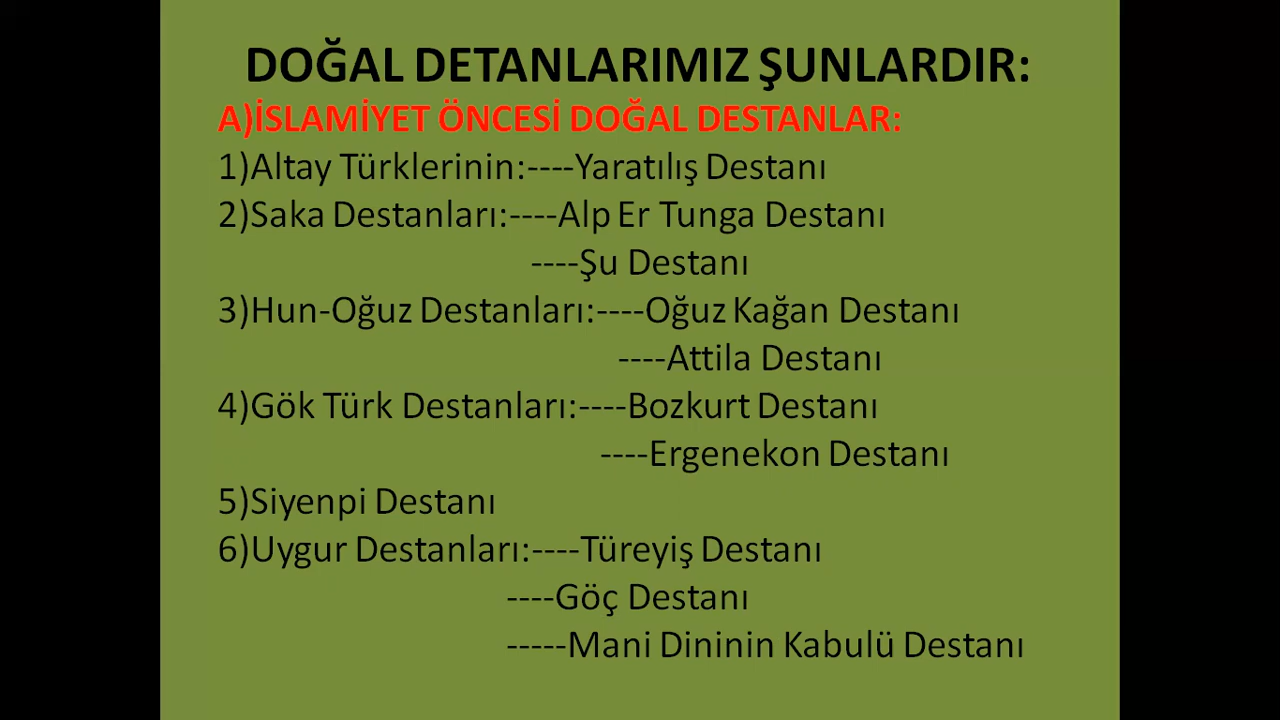 DOĞAL DETANLARIMIZ ŞUNLARDIR:
A)İSLAMİYET ÖNCESİ DOĞAL DESTANLAR:
1)Altay Türklerinin:----Yaratılış Destanı
2)Saka Destanları:----Alp Er Tunga Destanı
----Şu Destanı
3)Hun-Oğuz Destanları:----Oğuz Kağan Destanı
----Attila Destanı
4)Gök Türk Destanları:----Bozkurt Destanı
----Ergenekon Destanı
5)Siyenpi Destanı
6)Uygur Destanları:----Türeyiş Destanı
----Göç Destanı
-----Mani Dininin Kabulü Destanı